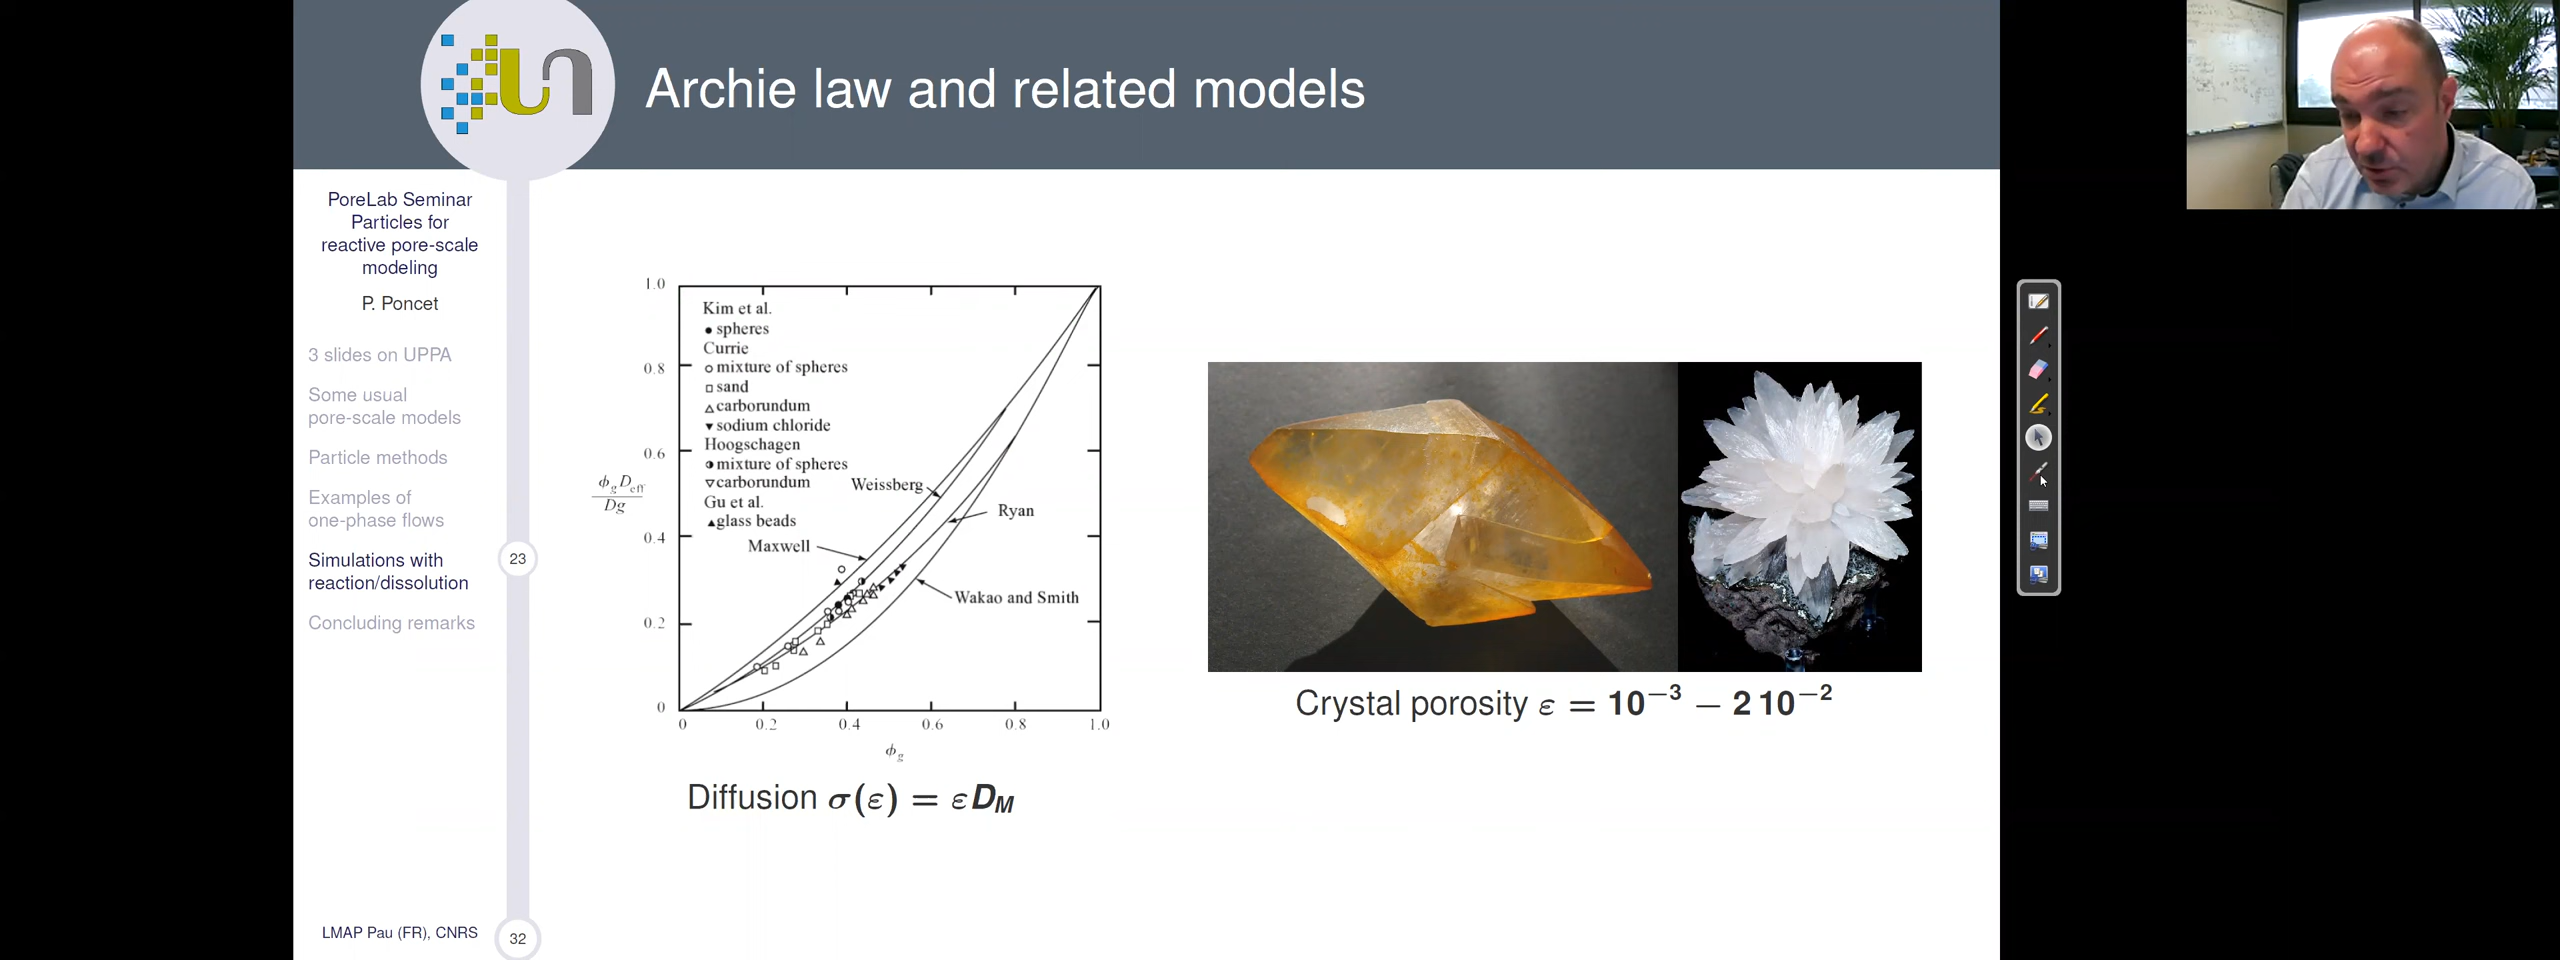 Archie law and related models
PoreLab Seminar
Particles for
reactive pore-scale
modeling
P. Poncet
3 slides on UPPA
Some usual
pore-scale models
Particle methods
Examples of
one-phase flows
Simulations with
reaction/dissolution
23
Concluding remarks
LMAP Pau (FR), CNRS
32
1.0
0.8
0.6
0.4
0.2
0
ϕg Deff
Dg
Kim et al.
● spheres
Currie
○ mixture of spheres
□ sand
△ carborundum
▼ sodium chloride
Hoogschagen
◑ mixture of spheres
▽ carborundum
Gu et al.
▲ glass beads
Weissberg
Ryan
Maxwell
Wakao and Smith
0 0.2 0.4 0.6 0.8 1.0
ϕg
Diffusion σ(ε) = εDM
Crystal porosity ε = 10⁻³ − 2 10⁻²